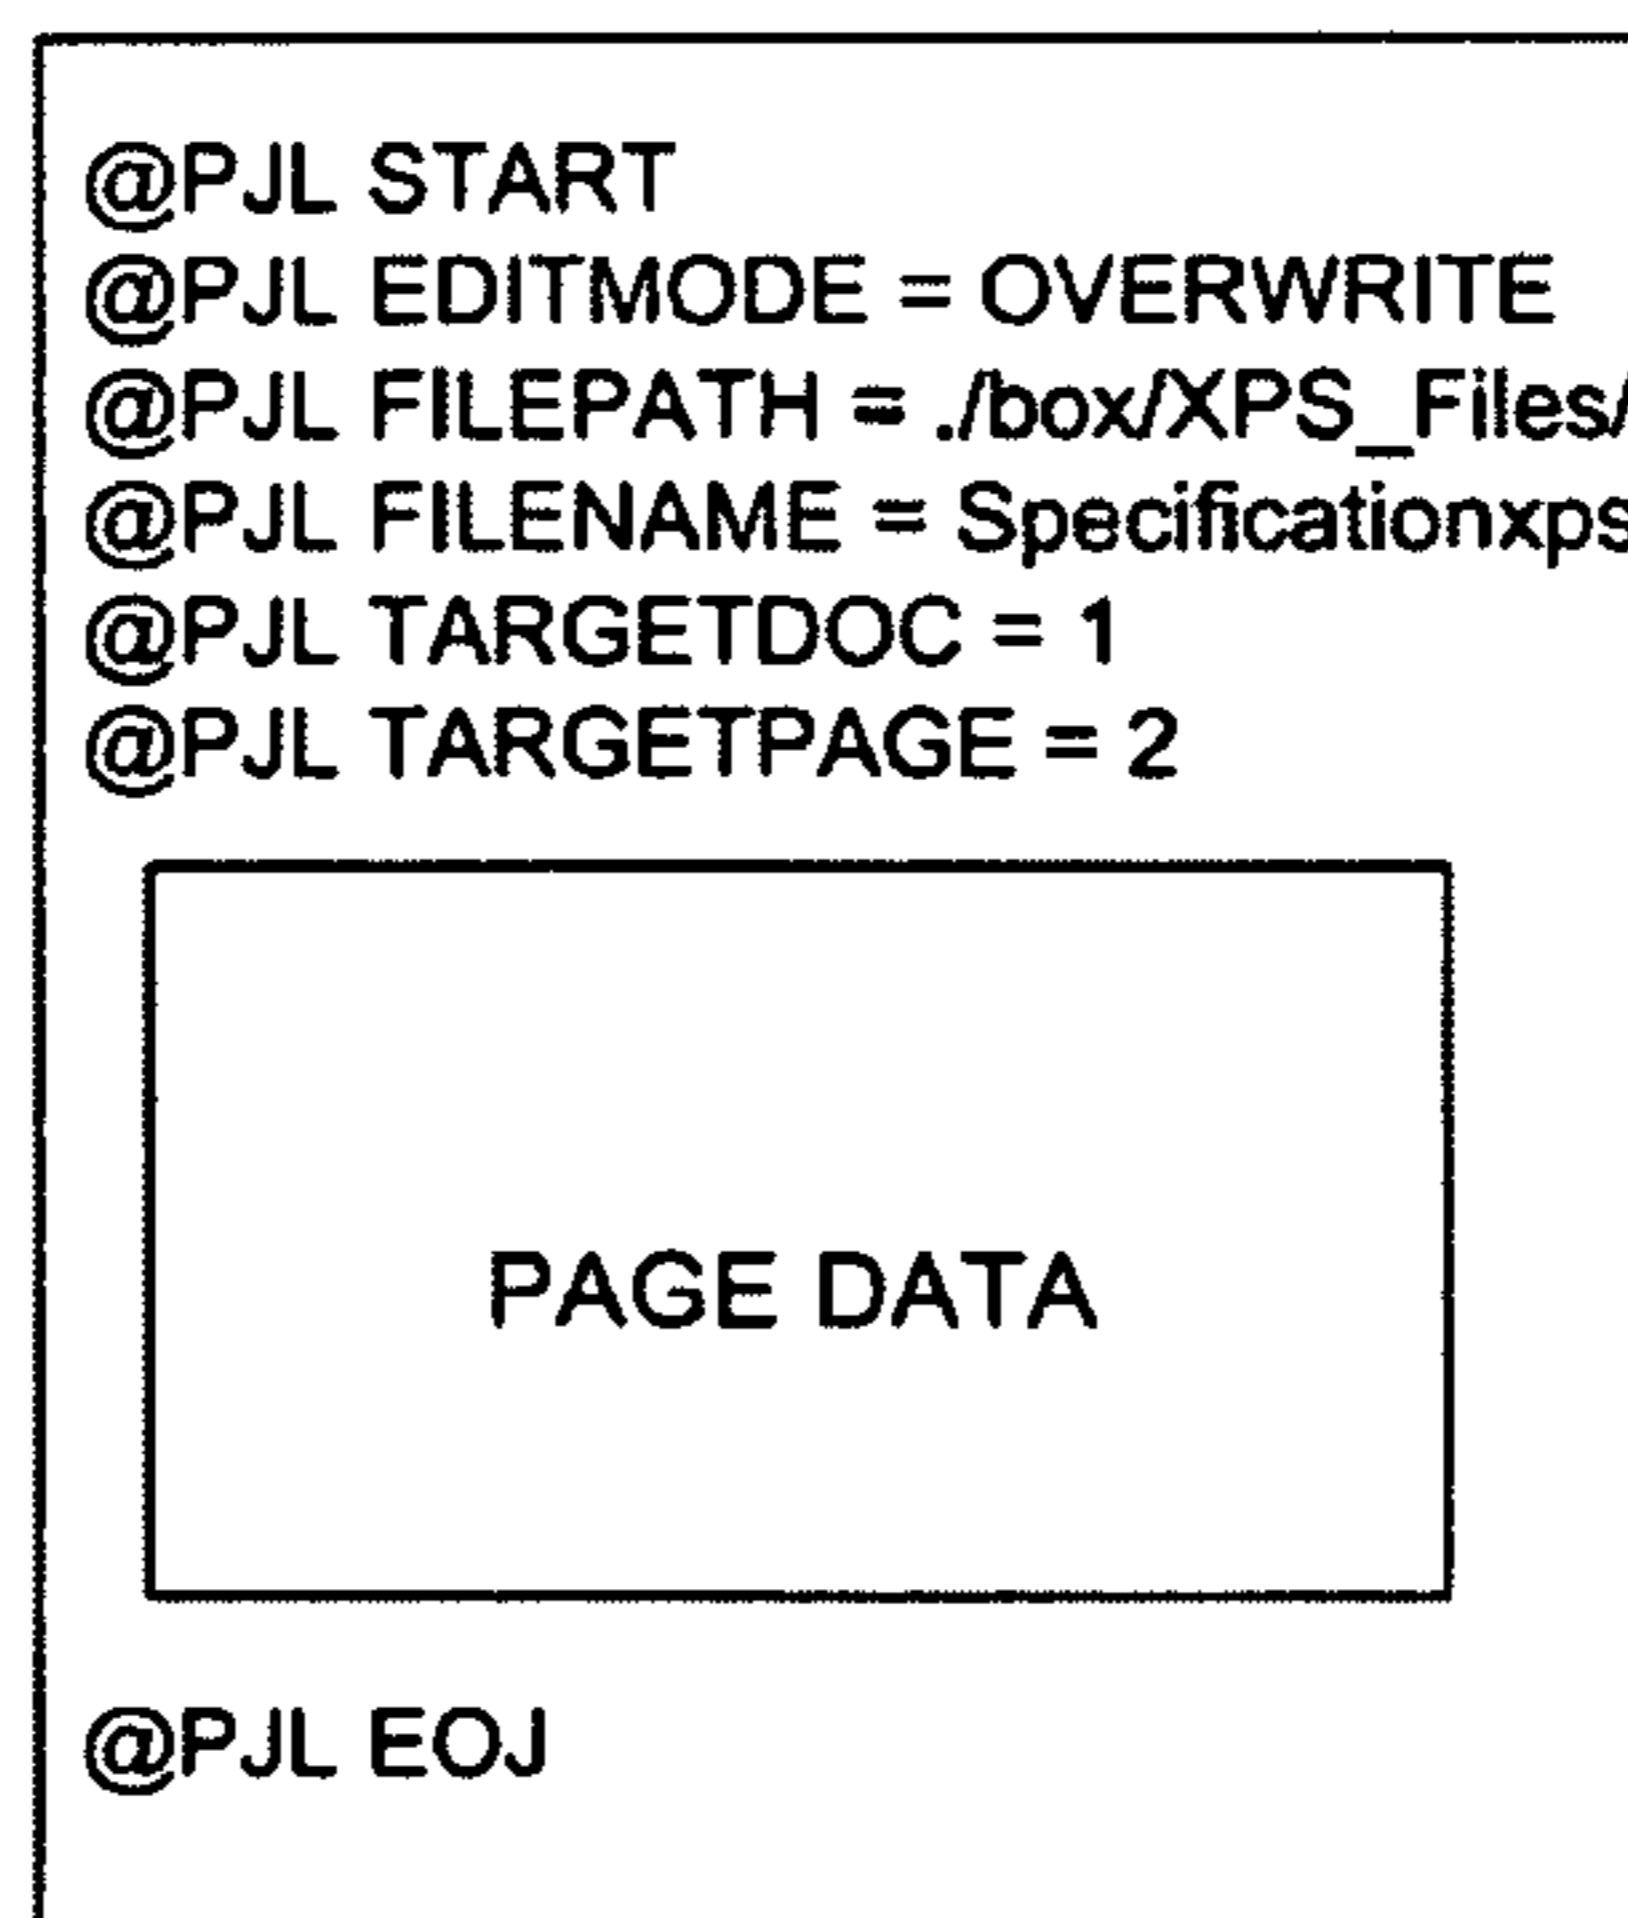 @PJL START
@PJL EDITMODE = OVERWRITE
@PJL FILEPATH = ./box/XPS_Files/
@PJL FILENAME = Specificationxps
@PJL TARGETDOC = 1
@PJL TARGETPAGE = 2
PAGE DATA
@PJL EOJ